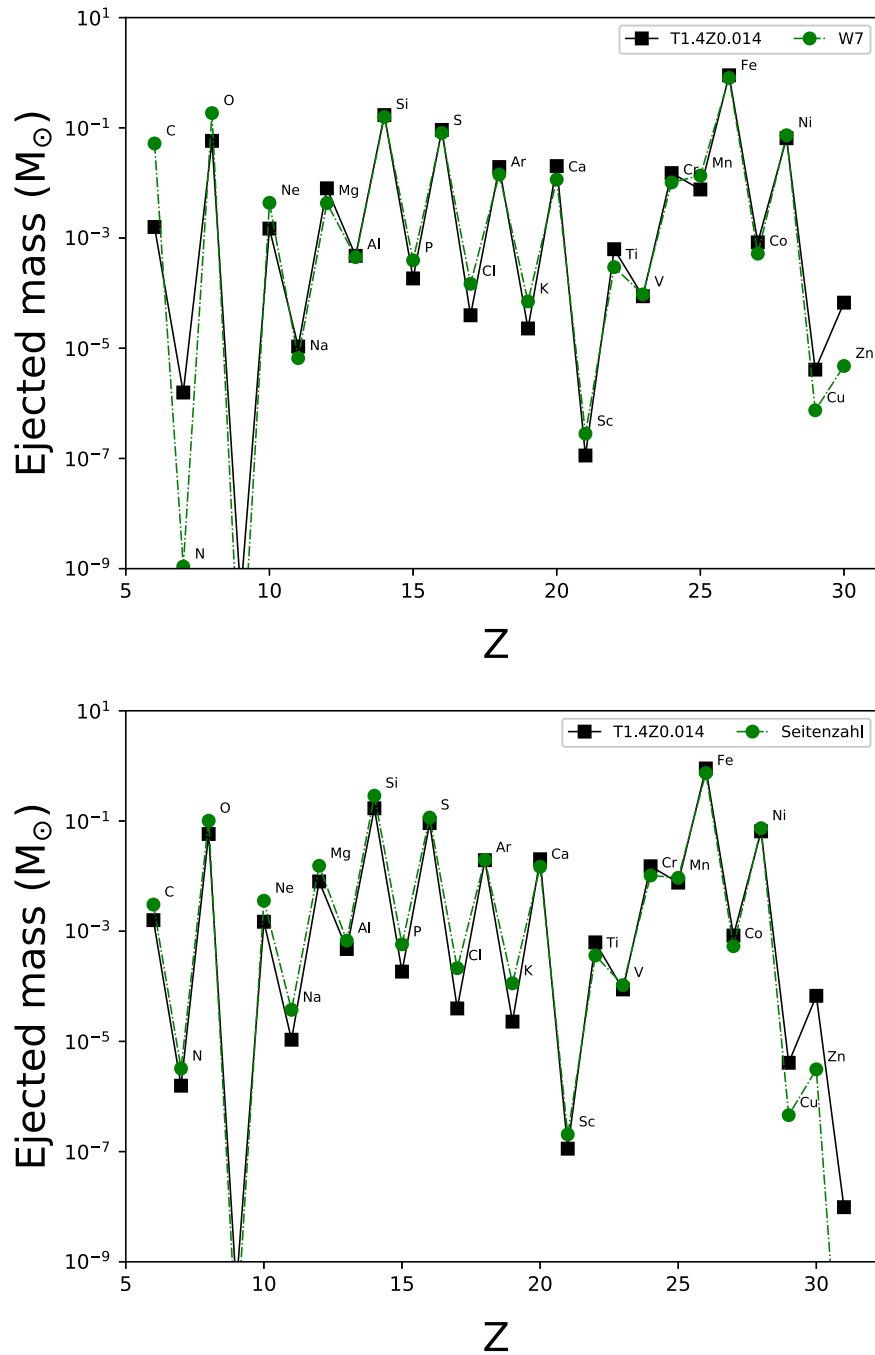 10^1
T1.4Z0.014 W7
Fe
O
C
Si
S
Ni
10^-1
Ar
Ca
Cr
Mn
Ne
Mg
10^-3
Al
P
Cl
K
Ti
V
Co
10^-5
Na
Zn
Cu
Sc
10^-7
N
10^-9
5 10 15 20 25 30
Z
Ejected mass (M⊙)
10^1
T1.4Z0.014 Seitenzahl
Fe
Si
O
S
Ni
10^-1
Mg
Ar
Ca
Cr
Mn
C
Ne
10^-3
Al
P
Co
Cl
K
Ti
V
Na
10^-5
N
Zn
Cu
Sc
10^-7
10^-9
5 10 15 20 25 30
Z
Ejected mass (M⊙)